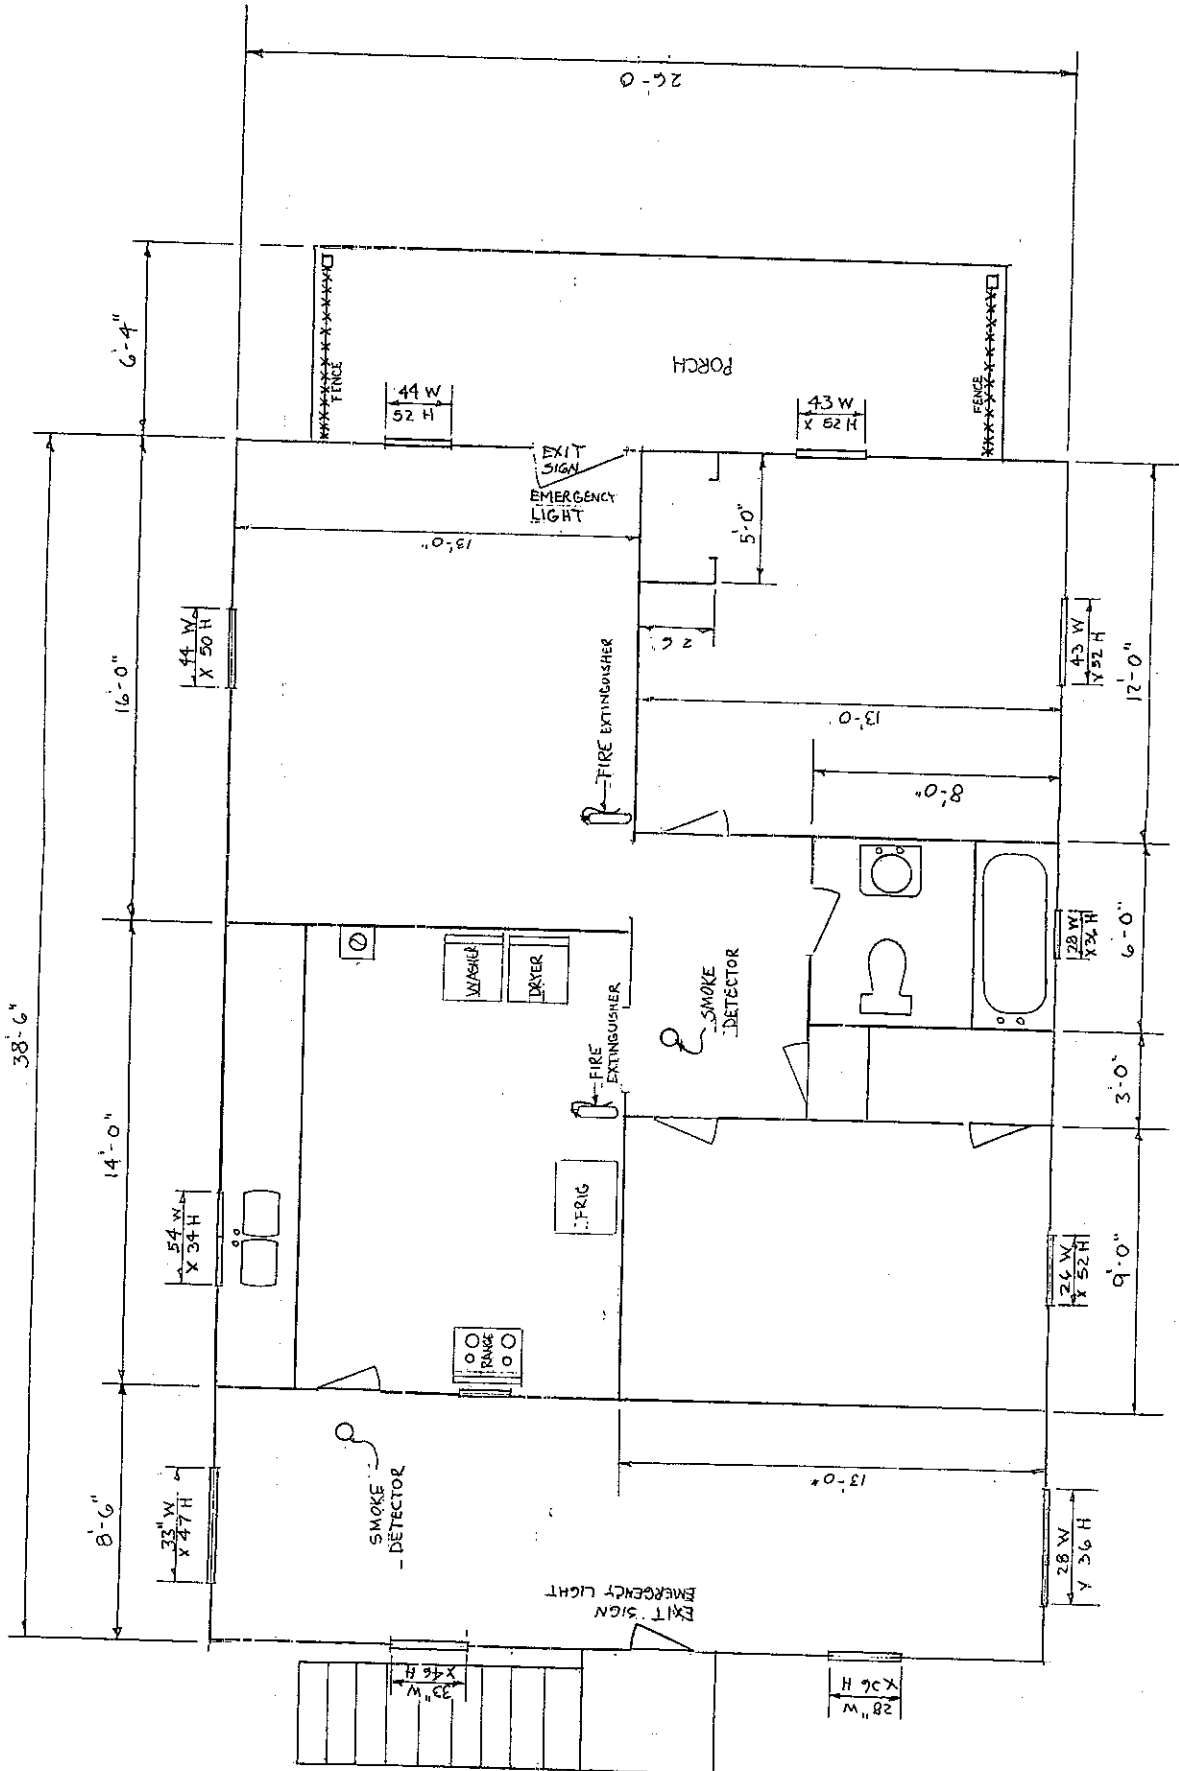 26'-0
6'-4"
FENCE
PORCH
FENCE
44 W
52 H
43 W
X 52 H
EXIT
SIGN
EMERGENCY
LIGHT
13'-0"
5'-0"
2 6
44 W
X 50 H
16'-0"
FIRE EXTINGUISHER
43 W
X 52 H
12'-0"
13'-0
8'-0"
38'-6"
WASHER
DRYER
SMOKE
DETECTOR
28 W
X 36 H
6'-0"
FIRE
EXTINGUISHER
3'-0"
14'-0"
54 W
X 34 H
FRIG
RANGE
26 W
X 52 H
9'-0"
8'-6"
33" W
X 47 H
SMOKE
DETECTOR
13'-0"
28 W
X 36 H
EXIT SIGN
EMERGENCY LIGHT
33" W
X 46 H
28" W
X 36 H